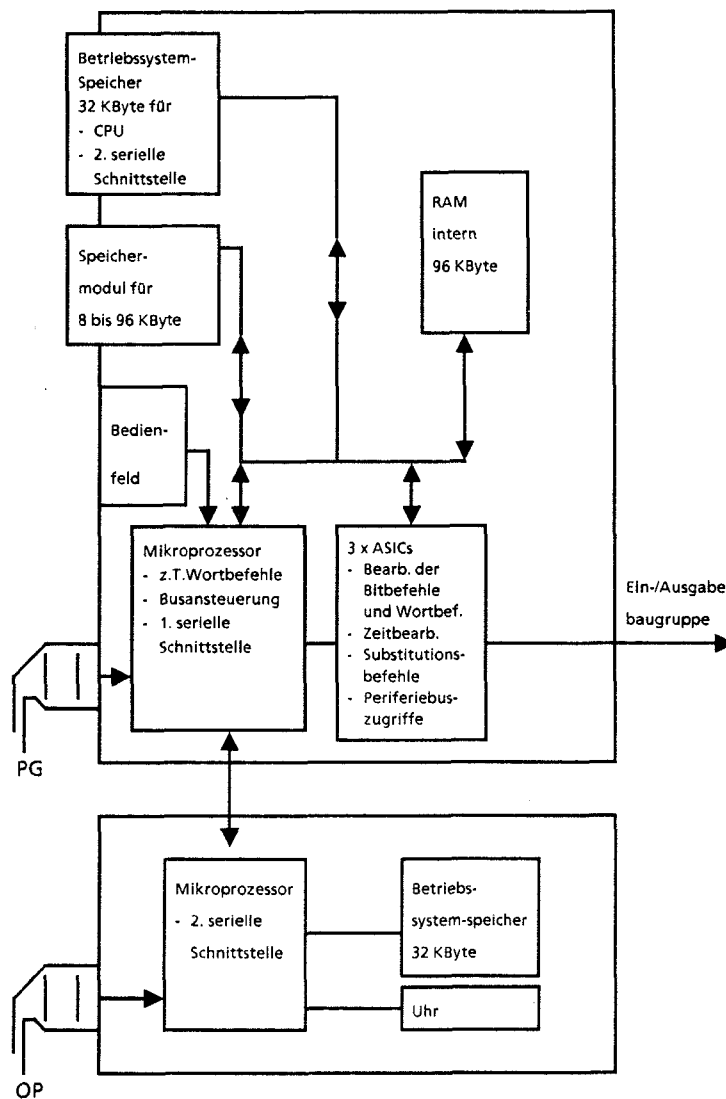 Betriebssystem-
Speicher
32 KByte für
- CPU
- 2. serielle
Schnittstelle
RAM
intern
96 KByte
Speicher-
modul für
8 bis 96 KByte
Bedien-
feld
Mikroprozessor
- z.T.Wortbefehle
- Busansteuerung
- 1. serielle
Schnittstelle
3 x ASICs
- Bearb. der
Bitbefehle
und Wortbef.
- Zeitbearb.
- Substitutions-
befehle
- Periferiebus-
zugriffe
Ein-/Ausgabe
baugruppe
PG
Mikroprozessor
- 2. serielle
Schnittstelle
Betriebs-
system-speicher
32 KByte
Uhr
OP